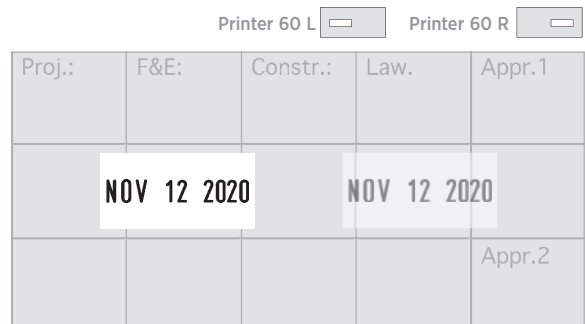 Printer 60 L Printer 60 R
Proj.: F&E: Constr.: Law. Appr.1
NOV 12 2020 NOV 12 2020
Appr.2